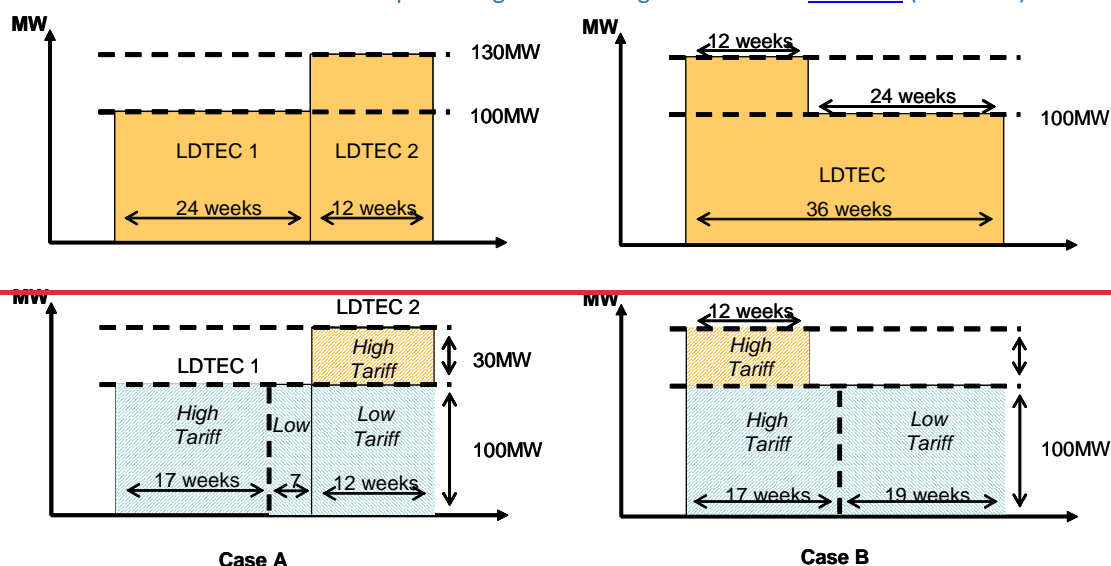 MW
130MW
100MW
LDTEC 1
LDTEC 2
24 weeks
12 weeks
MW
12 weeks
24 weeks
100MW
LDTEC
36 weeks
MW
LDTEC 2
LDTEC 1
High
Tariff
30MW
High
Tariff
Low
Low
Tariff
100MW
17 weeks
7
12 weeks
Case A
MW
12 weeks
High
Tariff
High
Tariff
Low
Tariff
100MW
17 weeks
19 weeks
Case B